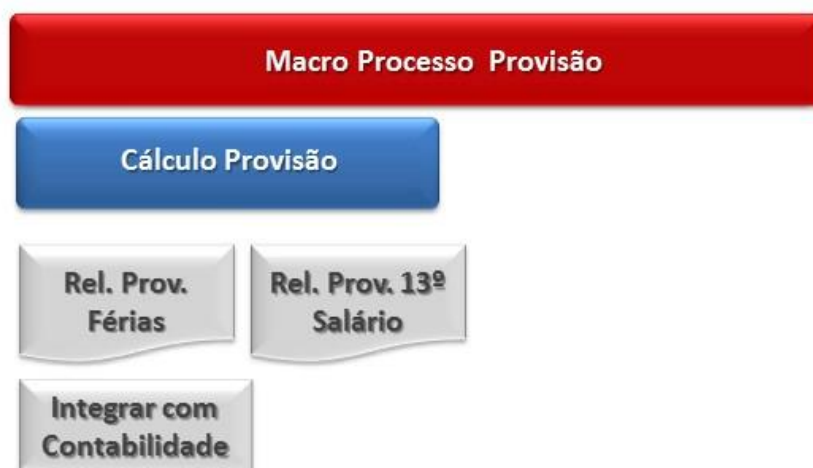 Macro Processo Provisão
Cálculo Provisão
Rel. Prov.
Férias
Rel. Prov. 13º
Salário
Integrar com
Contabilidade